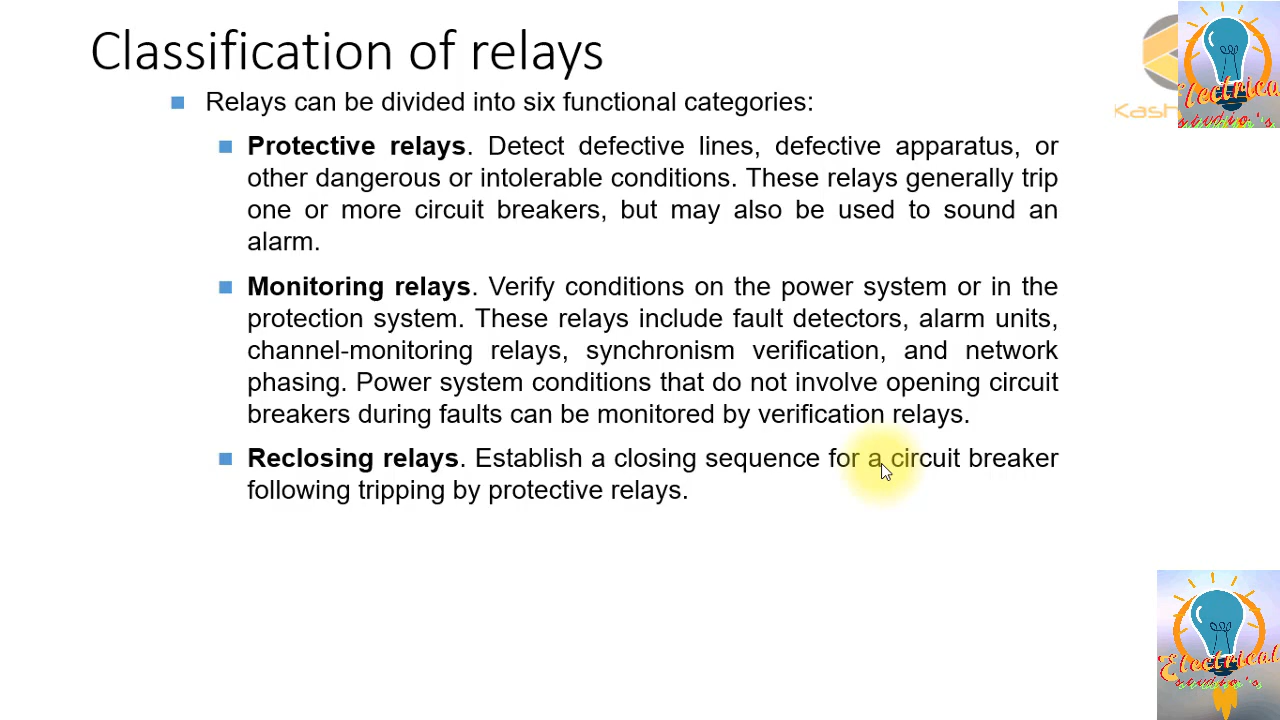 Classification of relays
Relays can be divided into six functional categories:
Protective relays. Detect defective lines, defective apparatus, or
other dangerous or intolerable conditions. These relays generally trip
one or more circuit breakers, but may also be used to sound an
alarm.
Monitoring relays. Verify conditions on the power system or in the
protection system. These relays include fault detectors, alarm units,
channel-monitoring relays, synchronism verification, and network
phasing. Power system conditions that do not involve opening circuit
breakers during faults can be monitored by verification relays.
Reclosing relays. Establish a closing sequence for a circuit breaker
following tripping by protective relays.
Kash
Electrical
stvdio's
Electrical
stvdio's